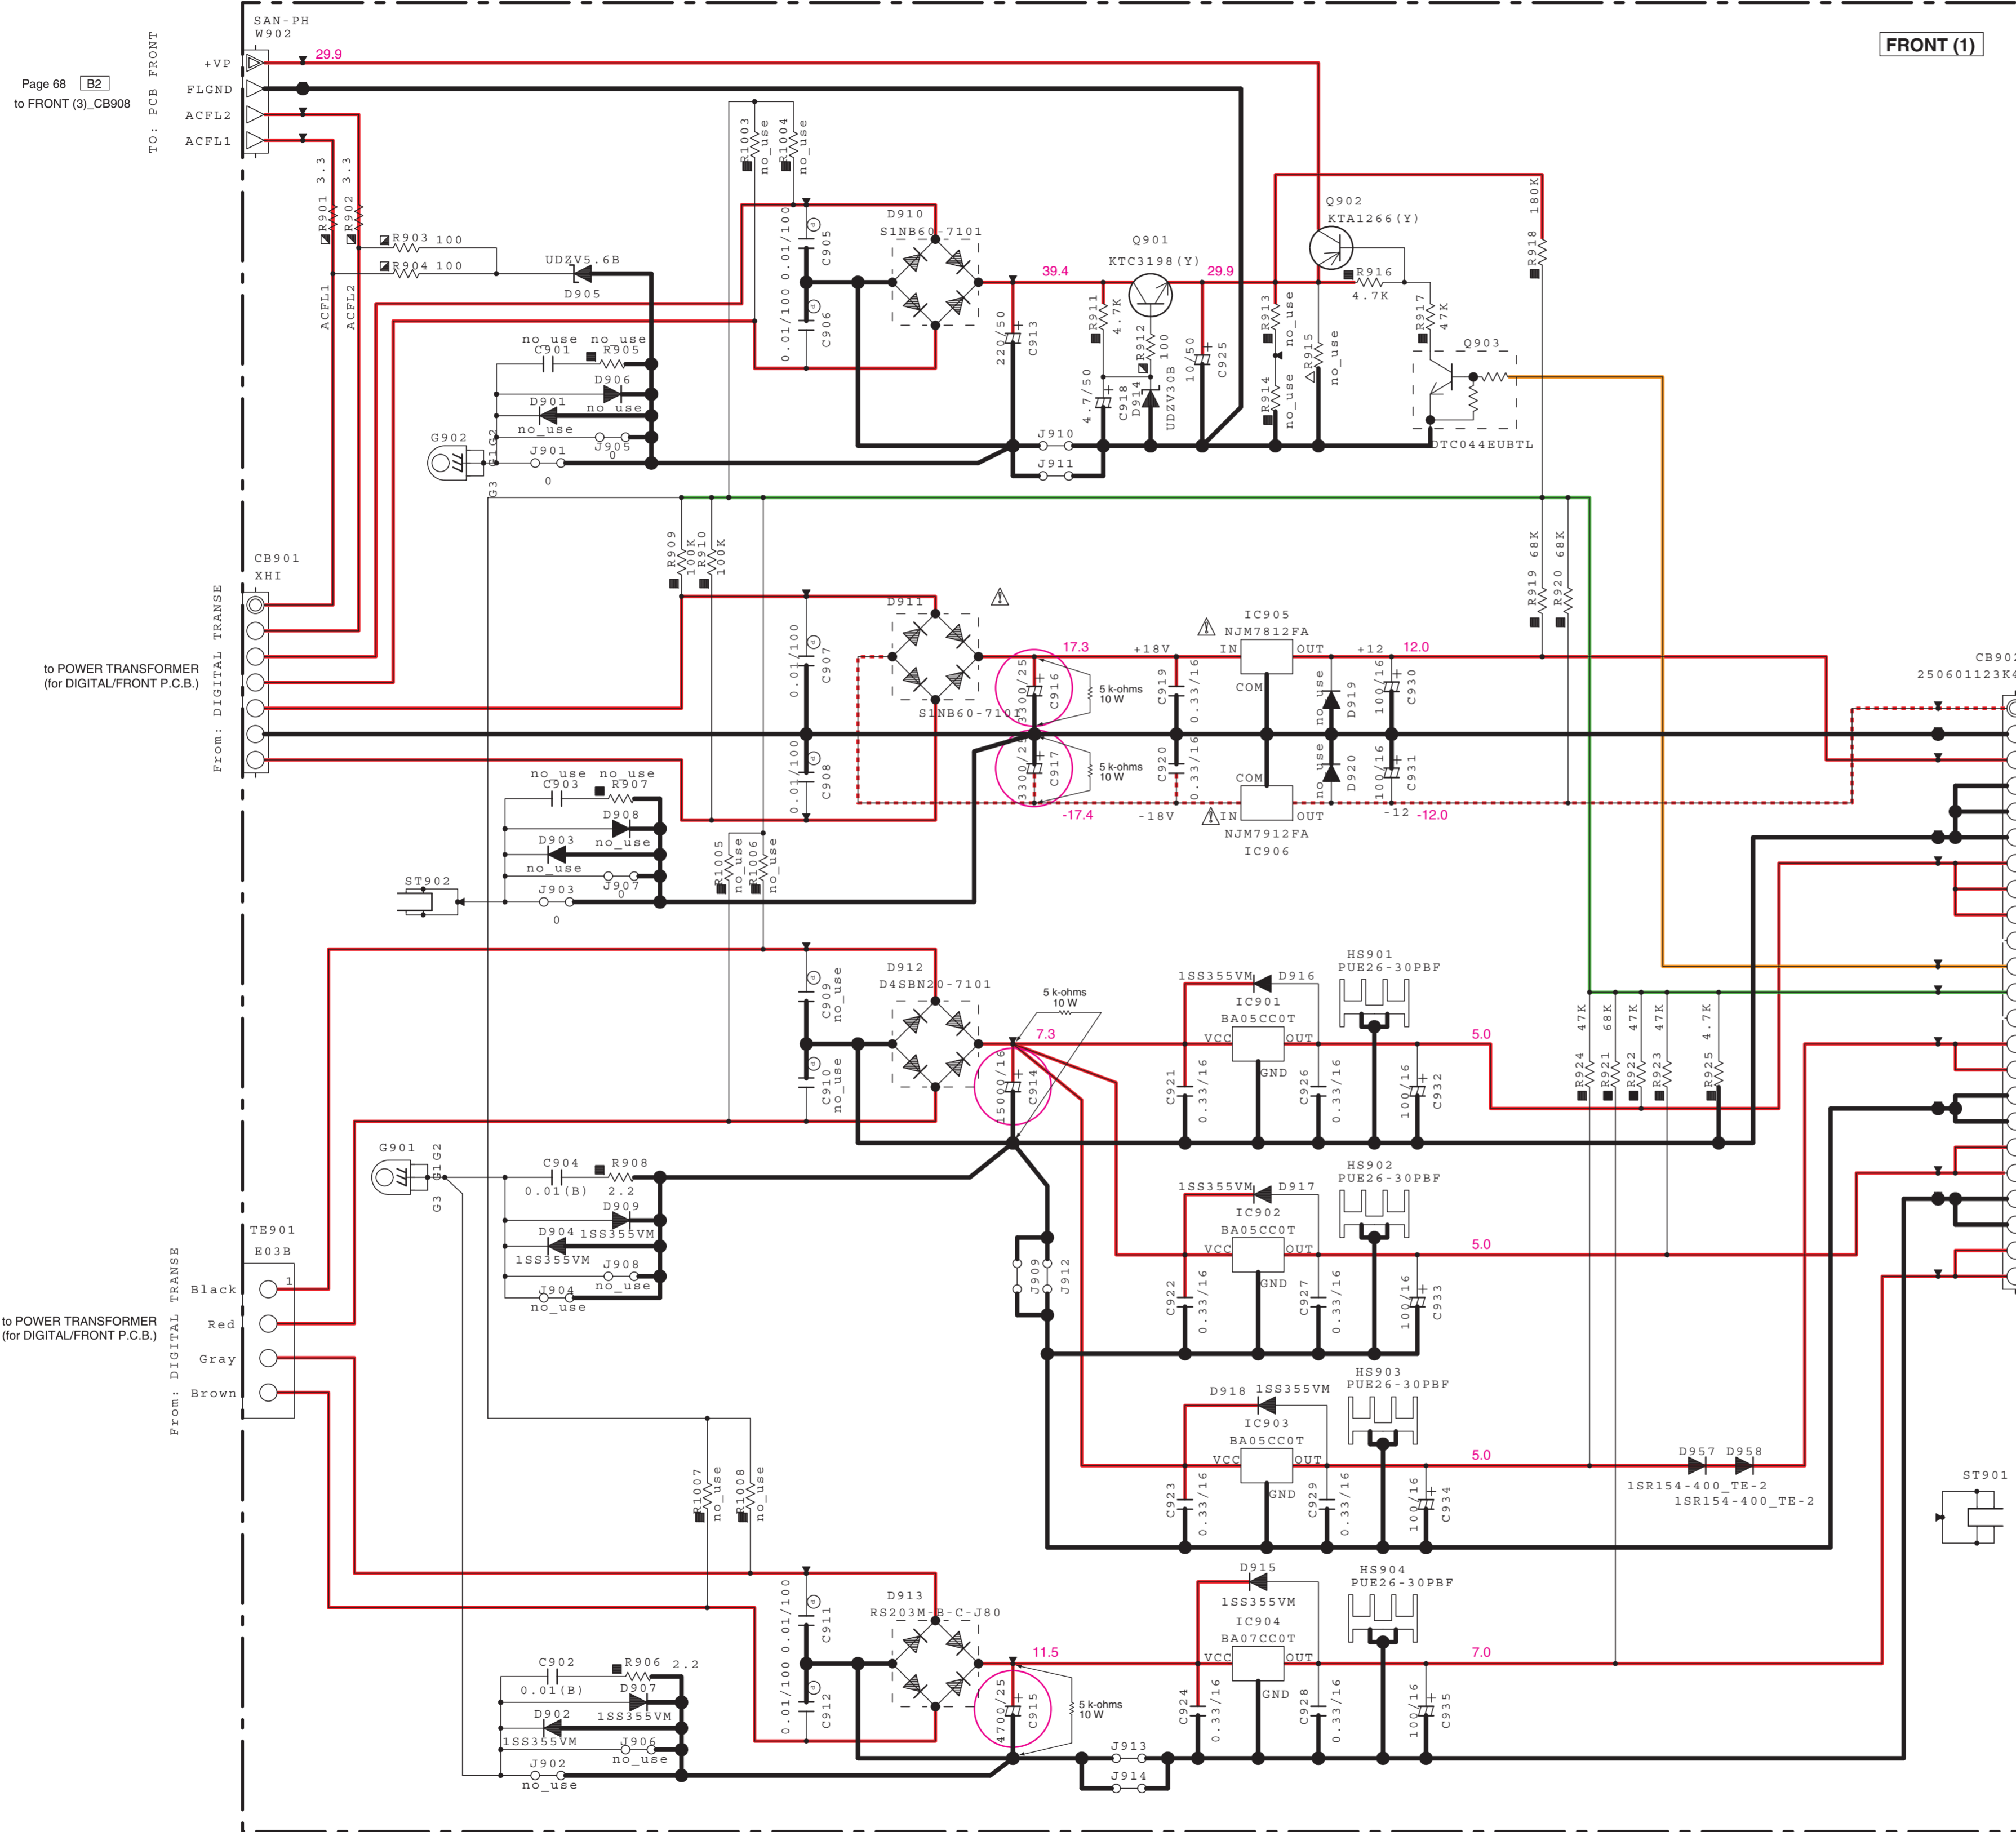 SAN-PH
W902
FRONT (1)
TO: PCB FRONT
+VP
29.9
Page 68 B2
FLGND
to FRONT (3)_CB908
ACFL2
ACFL1
R901 3.3
R902 3.3
ACFL1
ACFL2
R903 100
R904 100
UDZV5.6B
D905
no_use no_use
C901 R905
D906
no_use
D901
no_use
J905
0
G902
G1G2
G3
J901
0
R1003
no_use
R1004
no_use
0.01/100 0.01/100
C905
C906
D910
S1NB60-7101
39.4
220/50
C913
R911
4.7K
Q901
KTC3198(Y)
29.9
R912
100
4.7/50
C918
D914
UDZV30B
10/50
C925
J910
J911
Q902
KTA1266(Y)
R913
no_use
R914
no_use
R915
no_use
R916
4.7K
R917
47K
Q903
DTC044EUBTL
R918 180K
CB901
XHI
From: DIGITAL TRANSE
to POWER TRANSFORMER
(for DIGITAL/FRONT P.C.B.)
R909
100K
R910
100K
0.01/100
C907
0.01/100
C908
D911
S1NB60-7101
17.3
3300/25
C916
5 k-ohms
10 W
3300/25
C917
5 k-ohms
10 W
-17.4
+18V
C919
0.33/16
C920
0.33/16
-18V
IC905
NJM7812FA
IN OUT
COM
COM
IN OUT
NJM7912FA
IC906
+12 12.0
no_use
D919
no_use
D920
100/16
C930
100/16
C931
-12 -12.0
R919 68K
R920 68K
CB902
250601123K4
no_use no_use
C903 R907
D908
no_use
D903
no_use
J907
0
ST902
J903
0
R1005
no_use
R1006
no_use
C909
no_use
C910
no_use
D912
D4SBN20-7101
5 k-ohms
10 W
7.3
15000/16
C914
1SS355VM D916
IC901
BA05CC0T
VCC OUT
GND
C921
0.33/16
C926
0.33/16
HS901
PUE26-30PBF
5.0
100/16
C932
R924 47K
R921 68K
R922 47K
R923 47K
R925 4.7K
G901
G1G2
G3
C904 R908
0.01(B) 2.2
D909
1SS355VM
D904
1SS355VM
J908
no_use
J904
no_use
J909
J912
1SS355VM D917
IC902
BA05CC0T
VCC OUT
GND
C922
0.33/16
C927
0.33/16
HS902
PUE26-30PBF
5.0
100/16
C933
TE901
E03B
From: DIGITAL TRANSE
Black 1
Red
to POWER TRANSFORMER
(for DIGITAL/FRONT P.C.B.)
Gray
Brown
D918 1SS355VM
IC903
BA05CC0T
VCC OUT
GND
C923
0.33/16
C929
0.33/16
HS903
PUE26-30PBF
5.0
100/16
C934
D957 D958
1SR154-400_TE-2
1SR154-400_TE-2
ST901
R1007
no_use
R1008
no_use
0.01/100 0.01/100
C911
C912
D913
RS203M-B-C-J80
11.5
4700/25
C915
5 k-ohms
10 W
D915
1SS355VM
IC904
BA07CC0T
VCC OUT
GND
C924
0.33/16
C928
0.33/16
HS904
PUE26-30PBF
7.0
100/16
C935
C902 R906 2.2
0.01(B)
D907
1SS355VM
D902
1SS355VM
J906
no_use
J902
no_use
J913
J914